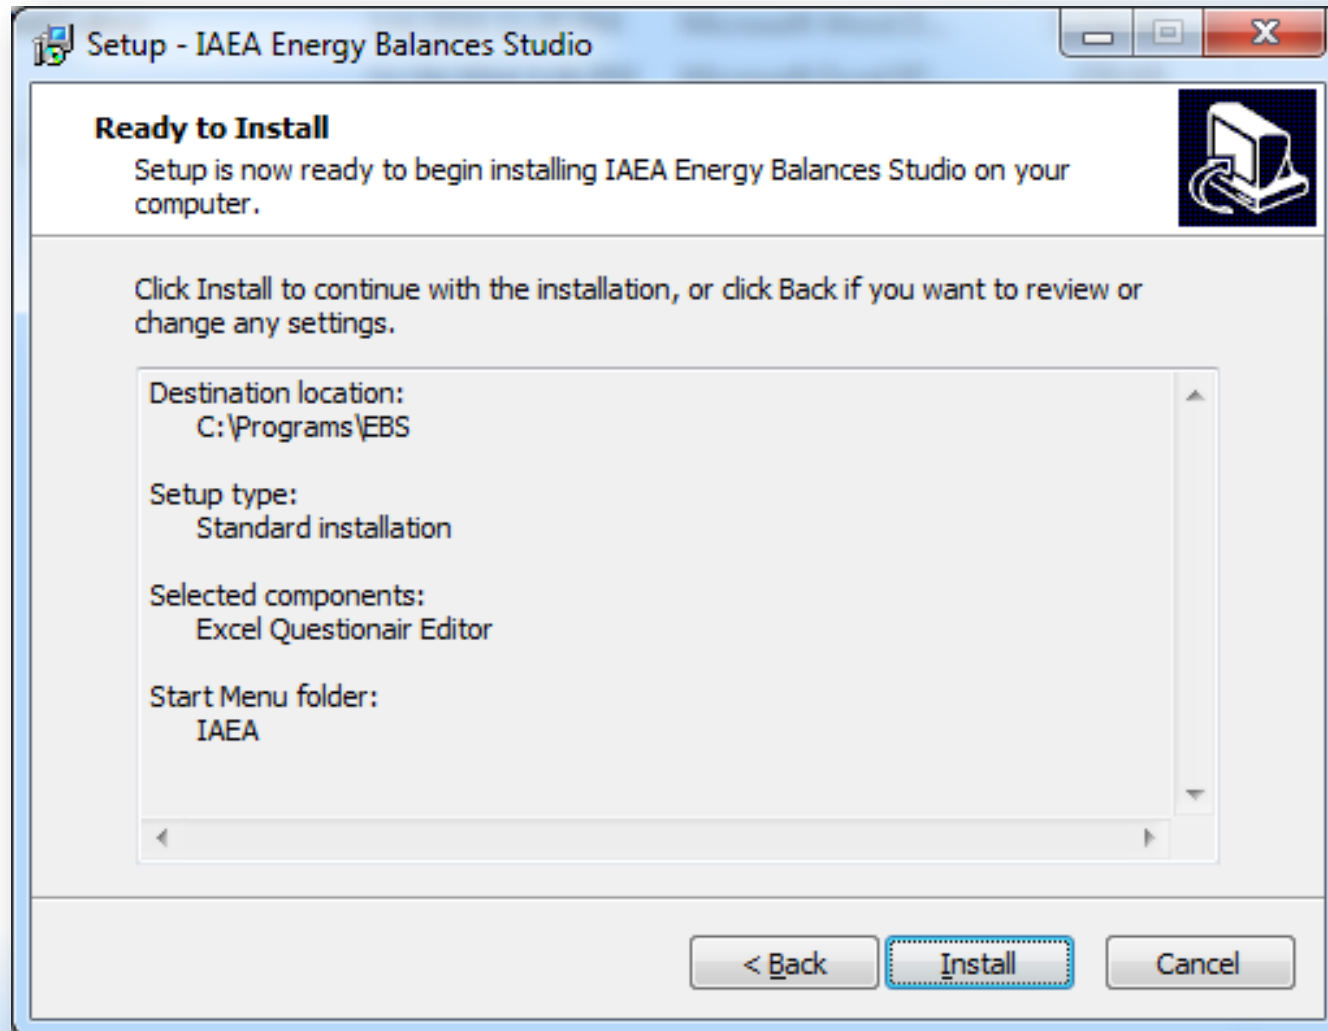 Setup - IAEA Energy Balances Studio
Ready to Install
Setup is now ready to begin installing IAEA Energy Balances Studio on your
computer.
Click Install to continue with the installation, or click Back if you want to review or
change any settings.
Destination location:
C:\Programs\EBS
Setup type:
Standard installation
Selected components:
Excel Questionair Editor
Start Menu folder:
IAEA
< Back
Install
Cancel